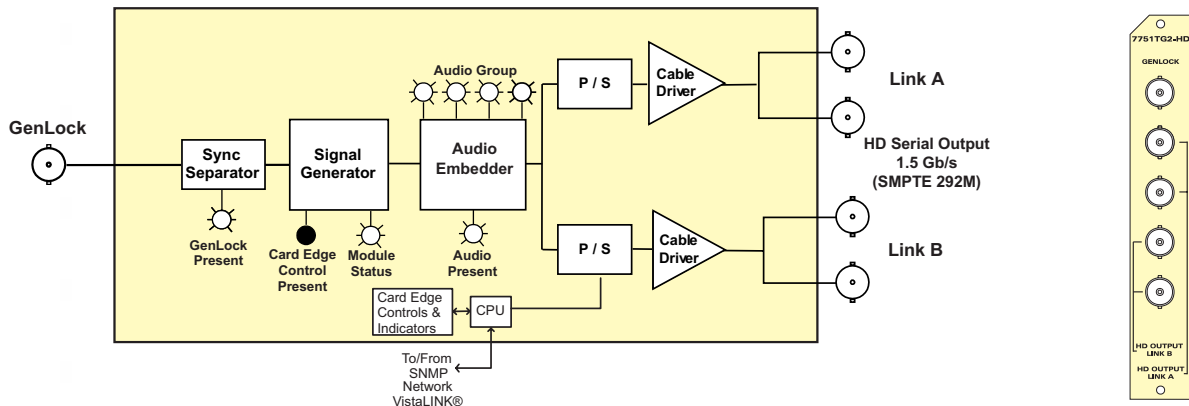 GenLock
Sync
Separator
GenLock
Present
Signal
Generator
Card Edge
Control
Present
Module
Status
Audio Group
Audio
Embedder
Audio
Present
P / S
Cable
Driver
P / S
Cable
Driver
Card Edge
Controls &
Indicators
CPU
To/From
SNMP
Network
VistaLINK®
Link A
HD Serial Output
1.5 Gb/s
(SMPTE 292M)
Link B
7751TG2-HD
GENLOCK
HD OUTPUT
LINK B
HD OUTPUT
LINK A